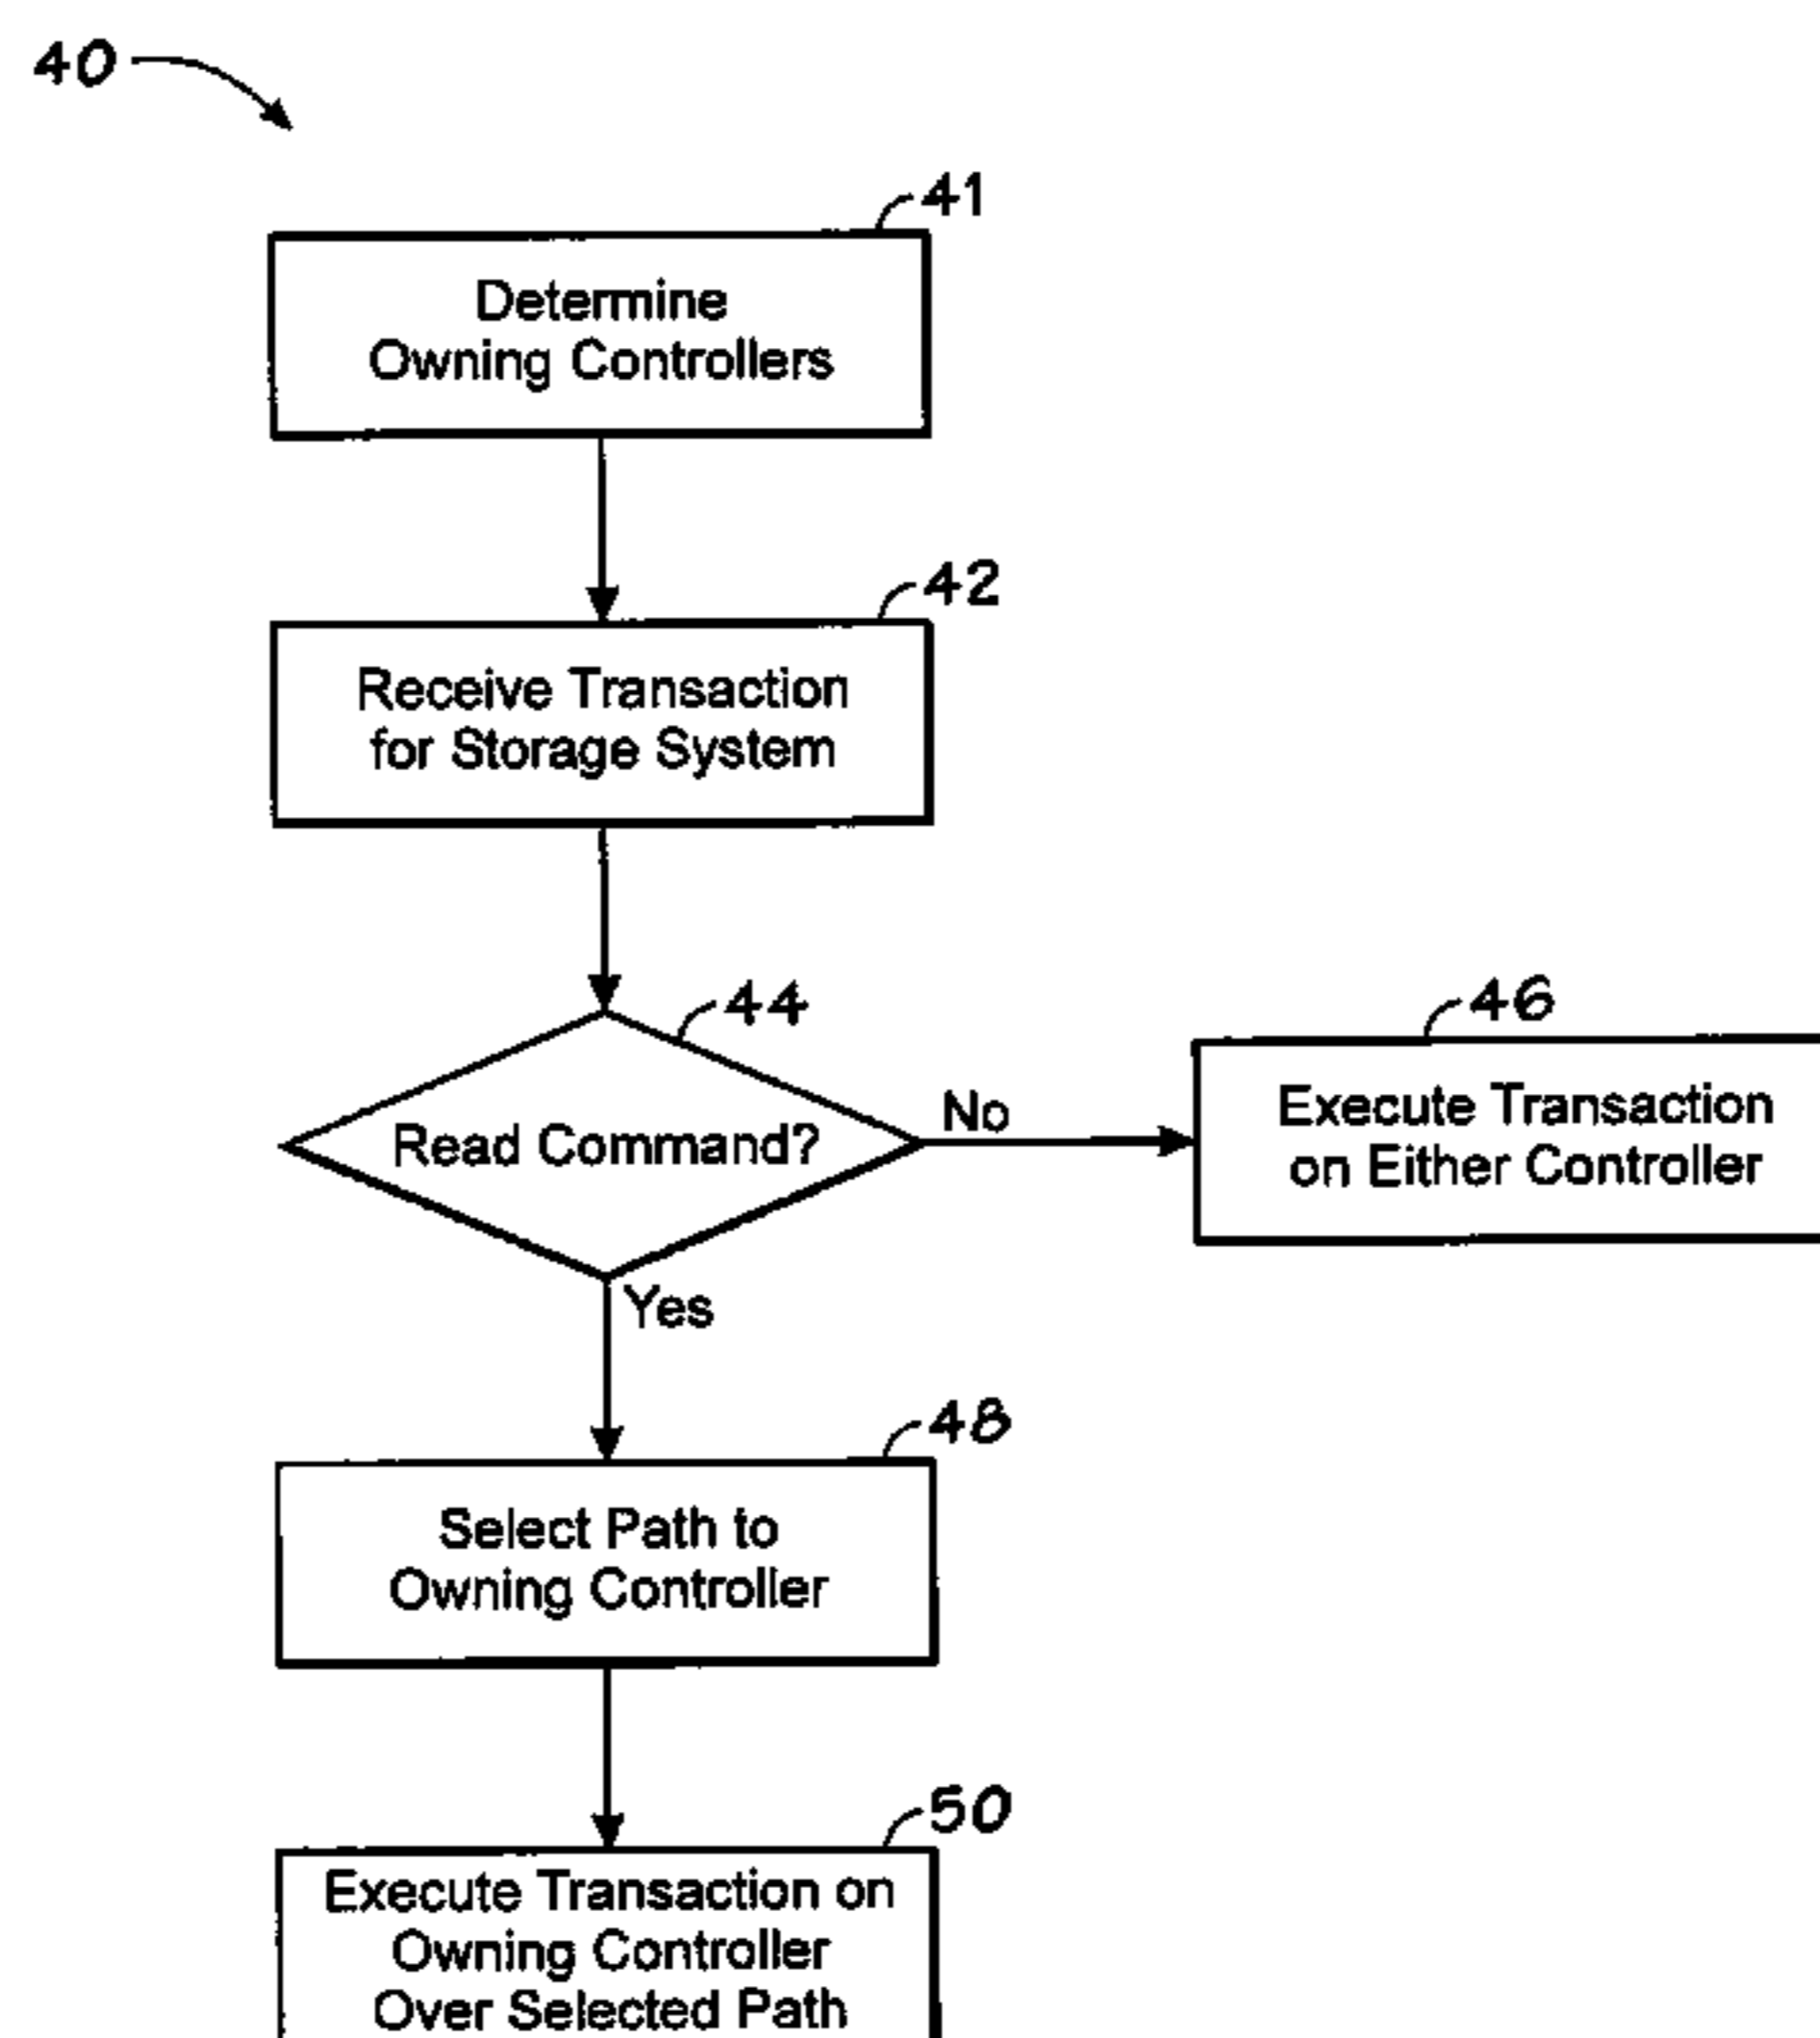 40
41
Determine
Owning Controllers
42
Receive Transaction
for Storage System
44
Read Command?
No
46
Execute Transaction
on Either Controller
Yes
48
Select Path to
Owning Controller
50
Execute Transaction on
Owning Controller
Over Selected Path